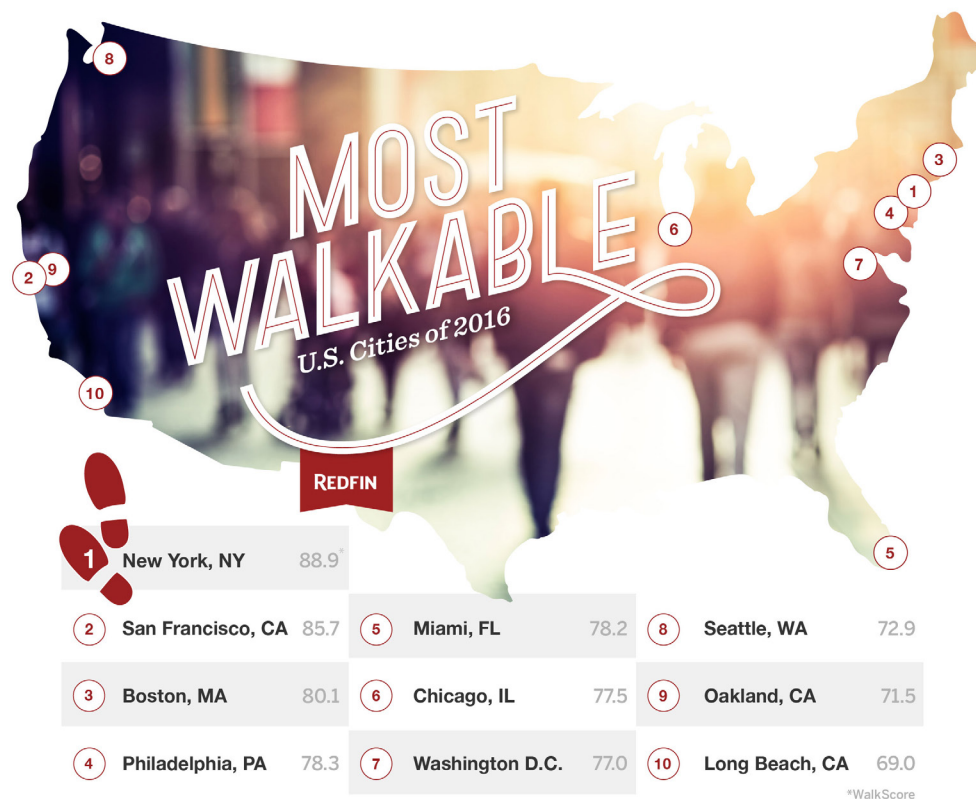 8
MOST
WALKABLE
U.S. Cities of 2016
3
1
4
6
7
2
9
10
REDFIN
5
1 New York, NY 88.9*
2 San Francisco, CA 85.7
3 Boston, MA 80.1
4 Philadelphia, PA 78.3
5 Miami, FL 78.2
6 Chicago, IL 77.5
7 Washington D.C. 77.0
8 Seattle, WA 72.9
9 Oakland, CA 71.5
10 Long Beach, CA 69.0
*WalkScore